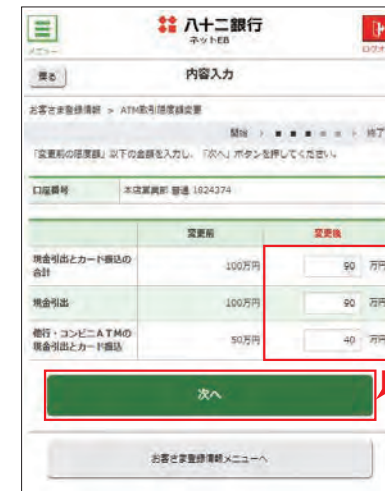 八十二銀行
ネットEB
メニュー
ログオフ
戻る
内容入力
お客さま登録情報 > ATM取引限度額変更
開始 > ■ ■ ■ ■ ■ > 終了
「変更前の限度額」以下の金額を入力し、「次へ」ボタンを押してください。
口座番号 本店営業部 普通 1024374
変更前 変更後
現金引出とカード振込の
合計 100万円 90 万円
現金引出 100万円 90 万円
他行・コンビニATMの
現金引出とカード振込 50万円 40 万円
次へ
お客さま登録情報メニューへ